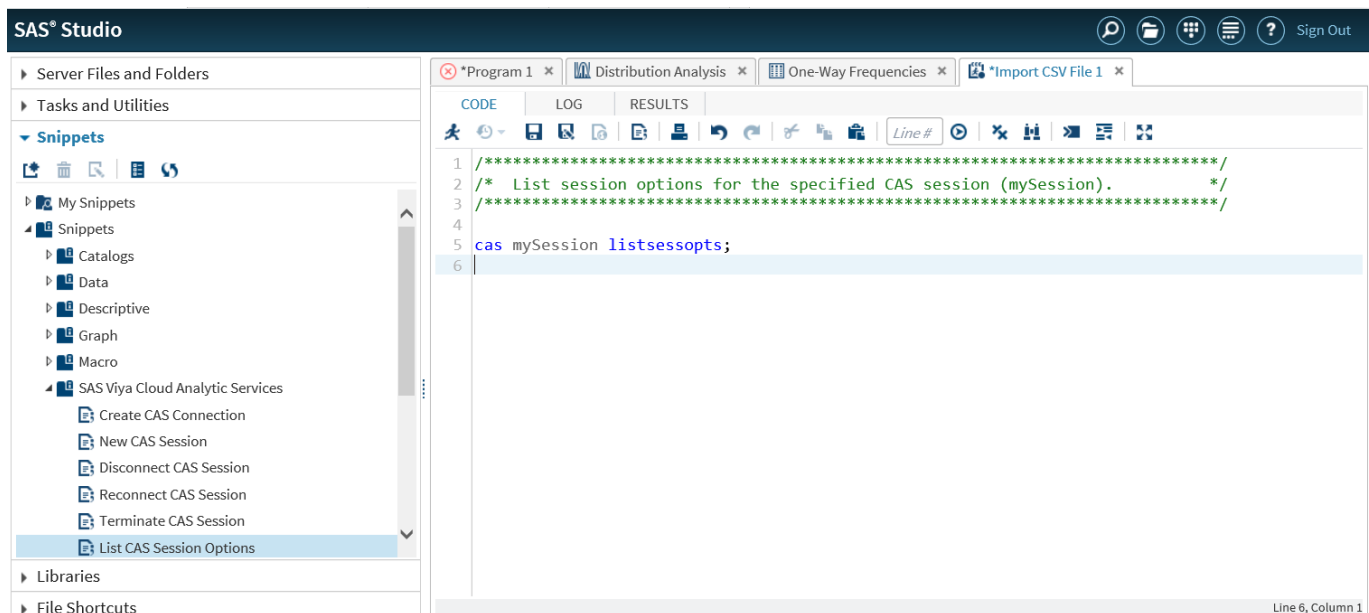 SAS® Studio
Sign Out
Server Files and Folders
Tasks and Utilities
Snippets
My Snippets
Snippets
Catalogs
Data
Descriptive
Graph
Macro
SAS Viya Cloud Analytic Services
Create CAS Connection
New CAS Session
Disconnect CAS Session
Reconnect CAS Session
Terminate CAS Session
List CAS Session Options
Libraries
File Shortcuts
*Program 1 × Distribution Analysis × One-Way Frequencies × *Import CSV File 1 ×
CODE LOG RESULTS
Line #
1 /*****************************************************************************/
2 /*  List session options for the specified CAS session (mySession).          */
3 /*****************************************************************************/
4
5 cas mySession listsessopts;
6
Line 6, Column 1